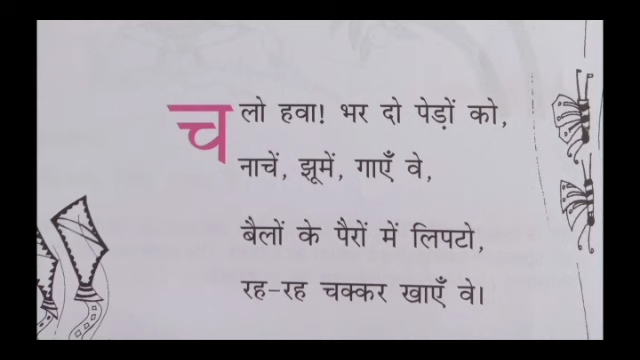 चलो हवा! भर दो पेड़ों को,
नाचें, झूमें, गाएँ वे,
बैलों के पैरों में लिपटो,
रह-रह चक्कर खाएँ वे।